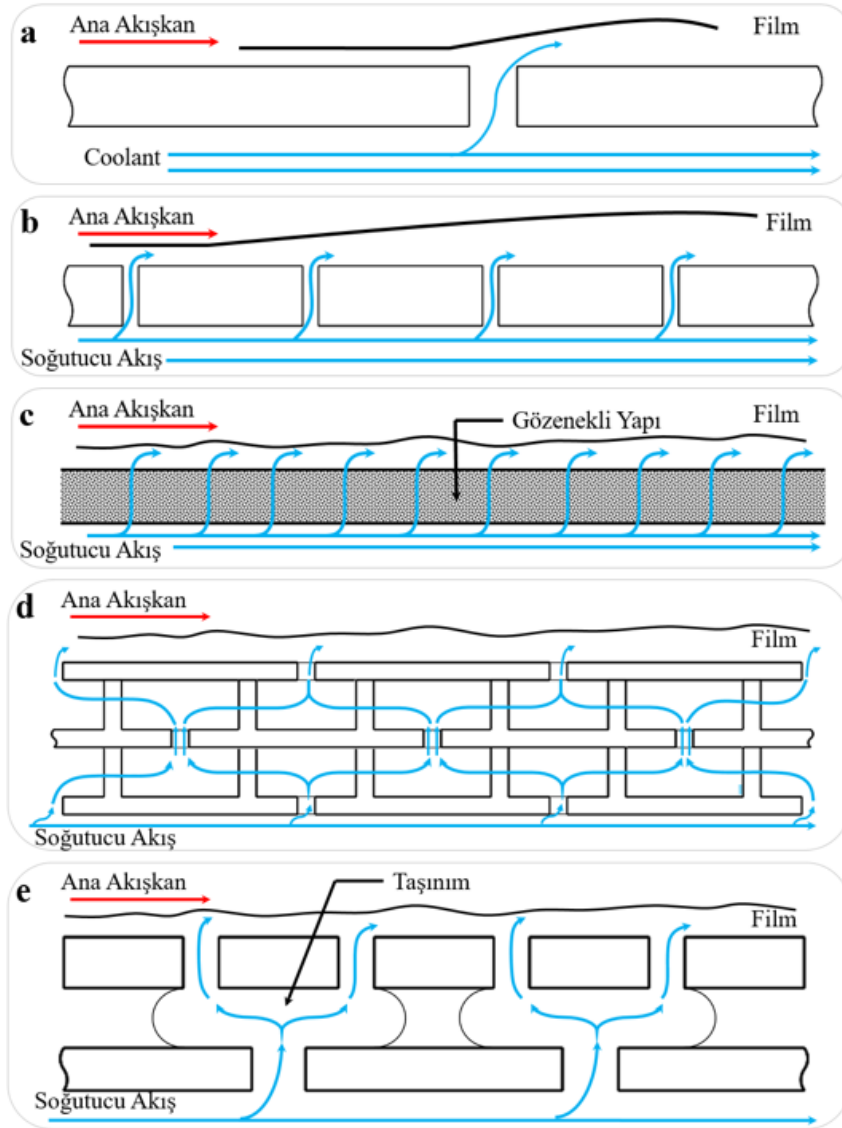 a
Ana Akışkan
Film
Coolant
b
Ana Akışkan
Film
Soğutucu Akış
c
Ana Akışkan
Gözenekli Yapı
Film
Soğutucu Akış
d
Ana Akışkan
Film
Soğutucu Akış
e
Ana Akışkan
Taşınım
Film
Soğutucu Akış